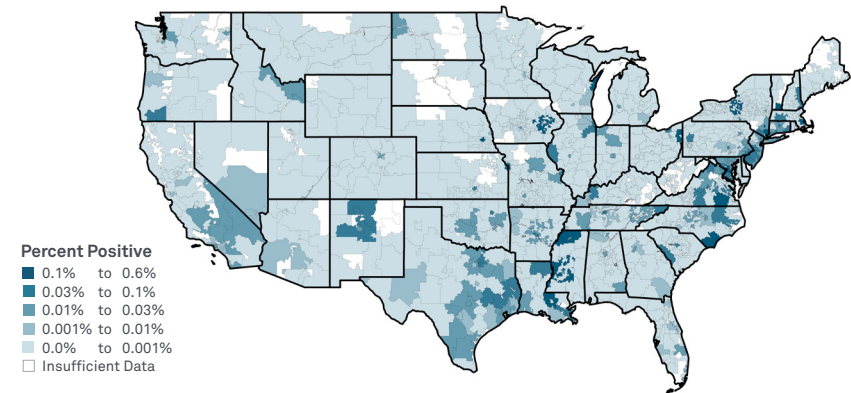 Percent Positive
0.1% to 0.6%
0.03% to 0.1%
0.01% to 0.03%
0.001% to 0.01%
0.0% to 0.001%
Insufficient Data